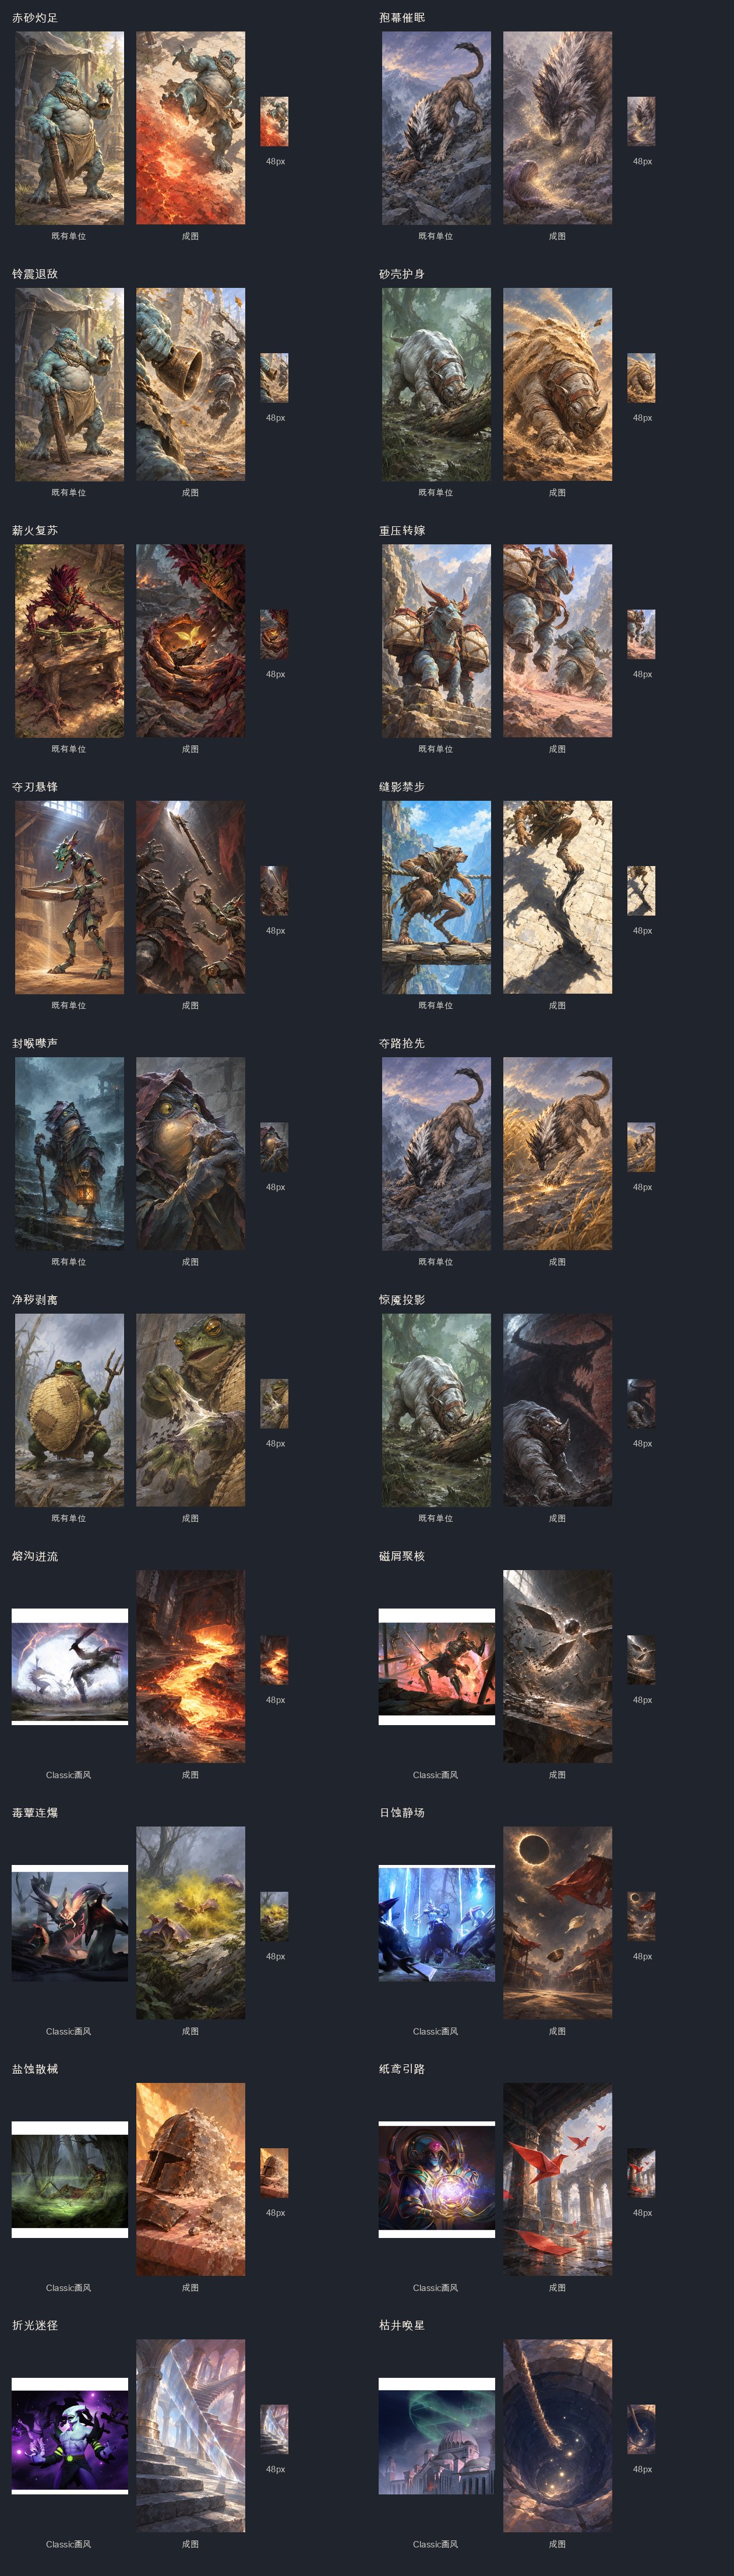 赤砂灼足
孢幕催眠
48px
48px
既有单位
成图
既有单位
成图
铃震退敌
砂壳护身
48px
48px
既有单位
成图
既有单位
成图
薪火复苏
重压转嫁
48px
48px
既有单位
成图
既有单位
成图
夺刃悬锋
缝影禁步
48px
48px
既有单位
成图
既有单位
成图
封喉噤声
夺路抢先
48px
48px
既有单位
成图
既有单位
成图
净秽剥离
惊魇投影
48px
48px
既有单位
成图
既有单位
成图
熔沟迸流
磁屑聚核
48px
48px
Classic画风
成图
Classic画风
成图
毒蕈连爆
日蚀静场
48px
48px
Classic画风
成图
Classic画风
成图
盐蚀散械
纸鸢引路
48px
48px
Classic画风
成图
Classic画风
成图
折光迷径
枯井唤星
48px
48px
Classic画风
成图
Classic画风
成图